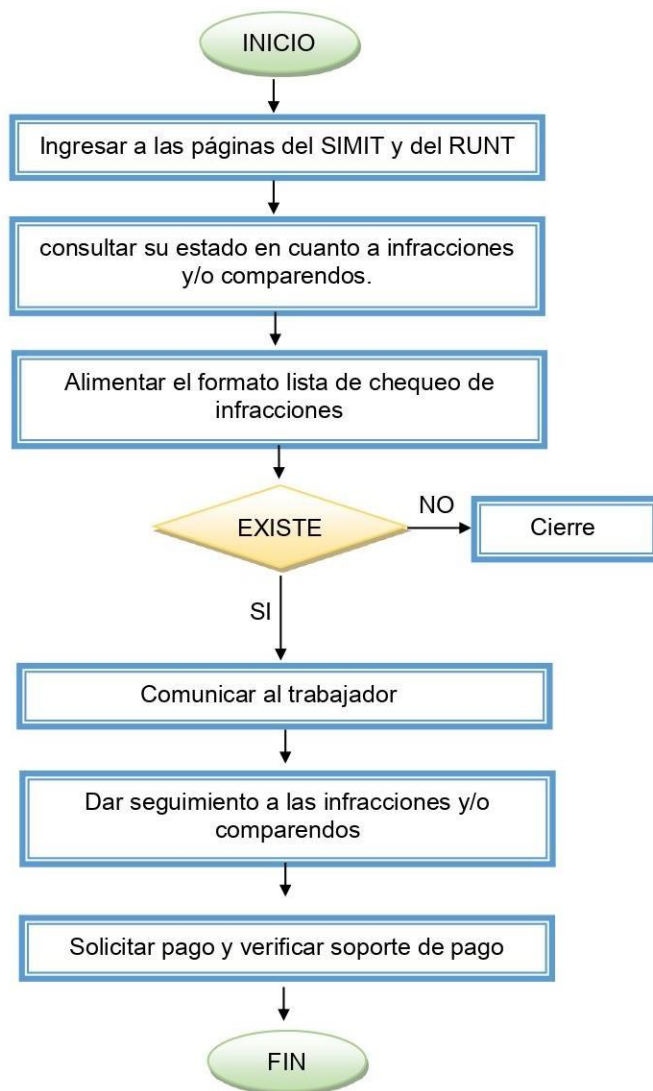 INICIO
Ingresar a las páginas del SIMIT y del RUNT
consultar su estado en cuanto a infracciones
y/o comparendos.
Alimentar el formato lista de chequeo de
infracciones
EXISTE
NO
Cierre
SI
Comunicar al trabajador
Dar seguimiento a las infracciones y/o
comparendos
Solicitar pago y verificar soporte de pago
FIN